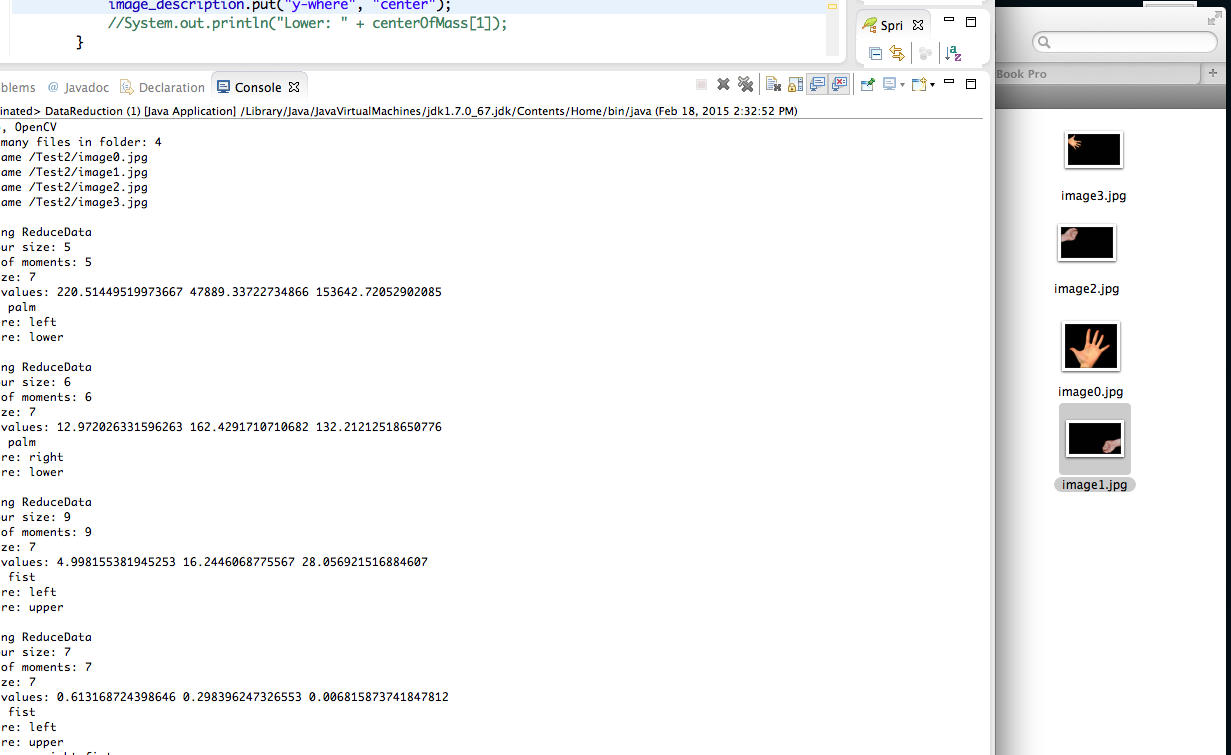 image_description.put("y-where", "center");
//System.out.println("Lower: " + centerOfMass[1]);
}
Spri
Book Pro
blems
Javadoc
Declaration
Console
inated> DataReduction (1) [Java Application] /Library/Java/JavaVirtualMachines/jdk1.7.0_67.jdk/Contents/Home/bin/java (Feb 18, 2015 2:32:52 PM)
, OpenCV
many files in folder: 4
ame /Test2/image0.jpg
ame /Test2/image1.jpg
ame /Test2/image2.jpg
ame /Test2/image3.jpg
ng ReduceData
ur size: 5
of moments: 5
ze: 7
values: 220.51449519973667 47889.33722734866 153642.72052902085
palm
re: left
re: lower
ng ReduceData
ur size: 6
of moments: 6
ze: 7
values: 12.972026331596263 162.4291710710682 132.21212518650776
palm
re: right
re: lower
ng ReduceData
ur size: 9
of moments: 9
ze: 7
values: 4.998155381945253 16.2446068775567 28.056921516884607
fist
re: left
re: upper
ng ReduceData
ur size: 7
of moments: 7
ze: 7
values: 0.613168724398646 0.298396247326553 0.006815873741847812
fist
re: left
re: upper
image3.jpg
image2.jpg
image0.jpg
image1.jpg